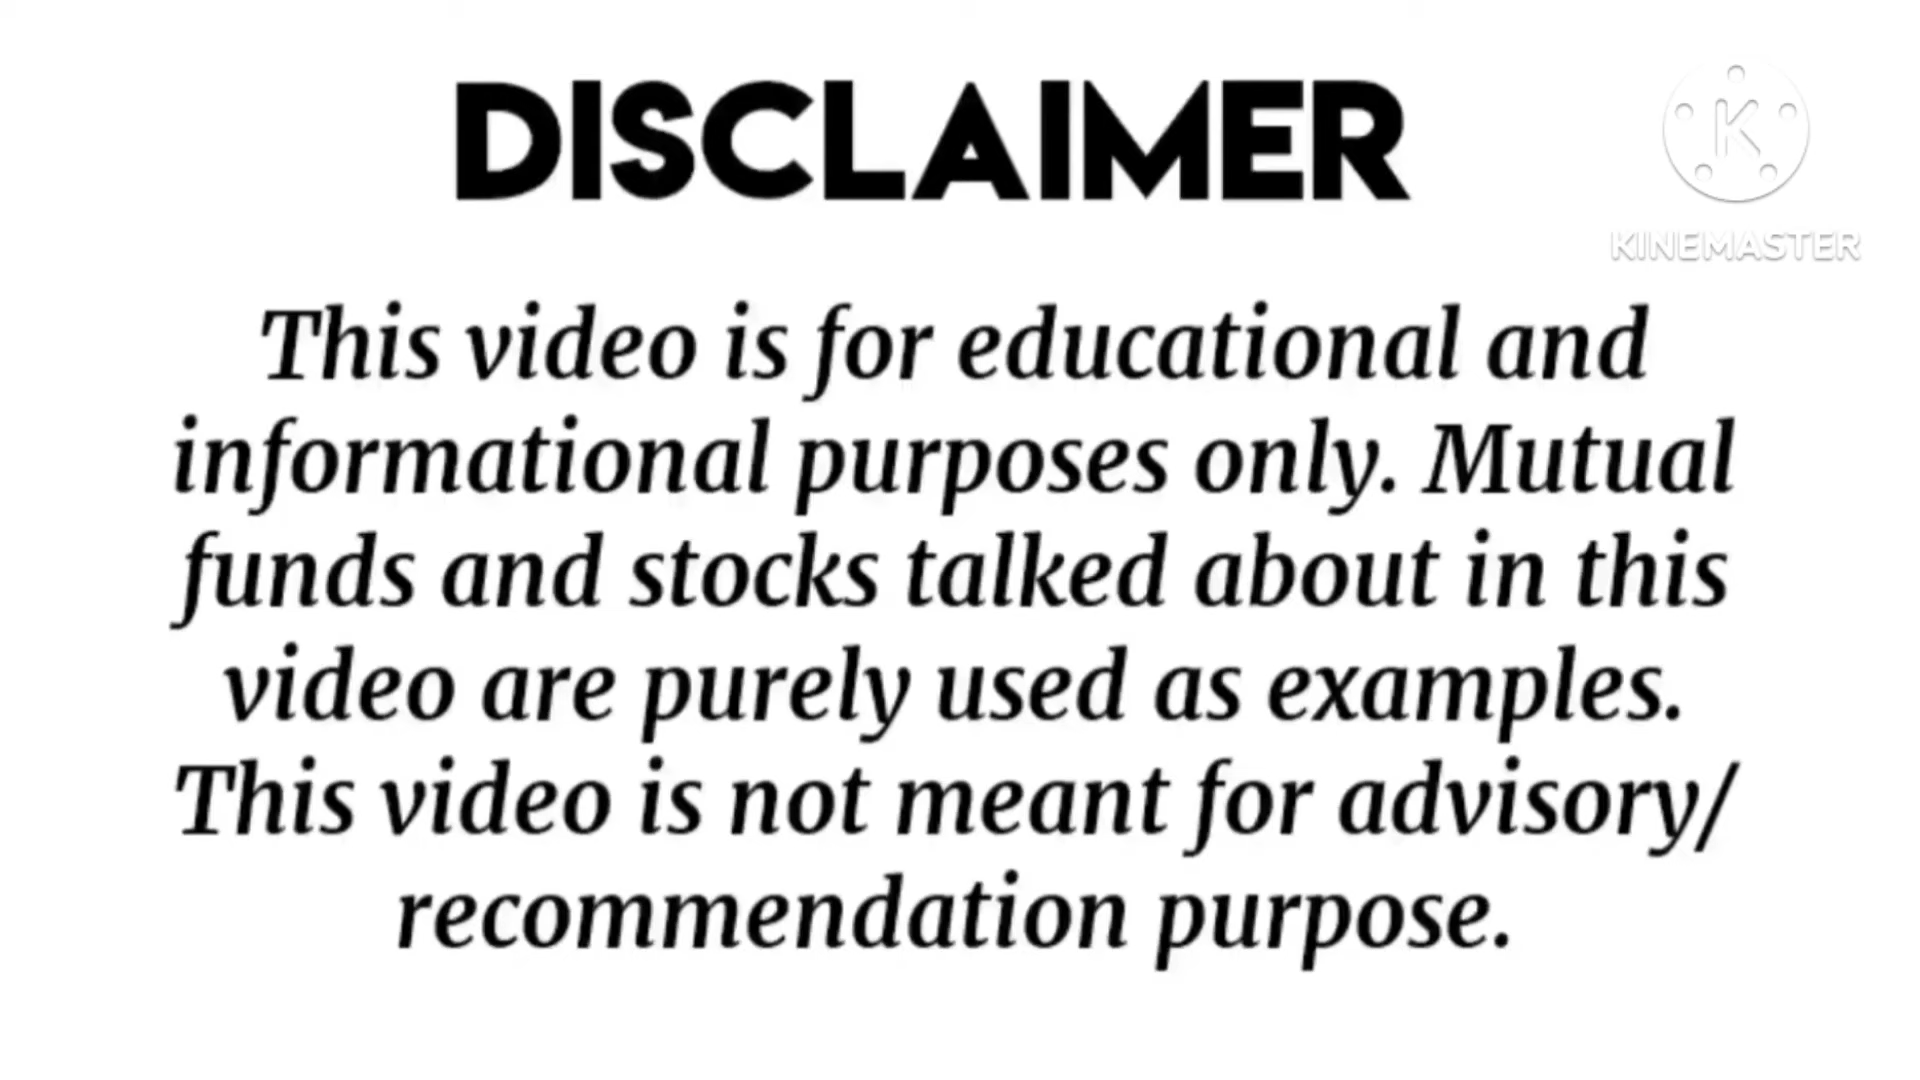 DISCLAIMER
K
KINEMASTER
This video is for educational and
informational purposes only. Mutual
funds and stocks talked about in this
video are purely used as examples.
This video is not meant for advisory/
recommendation purpose.